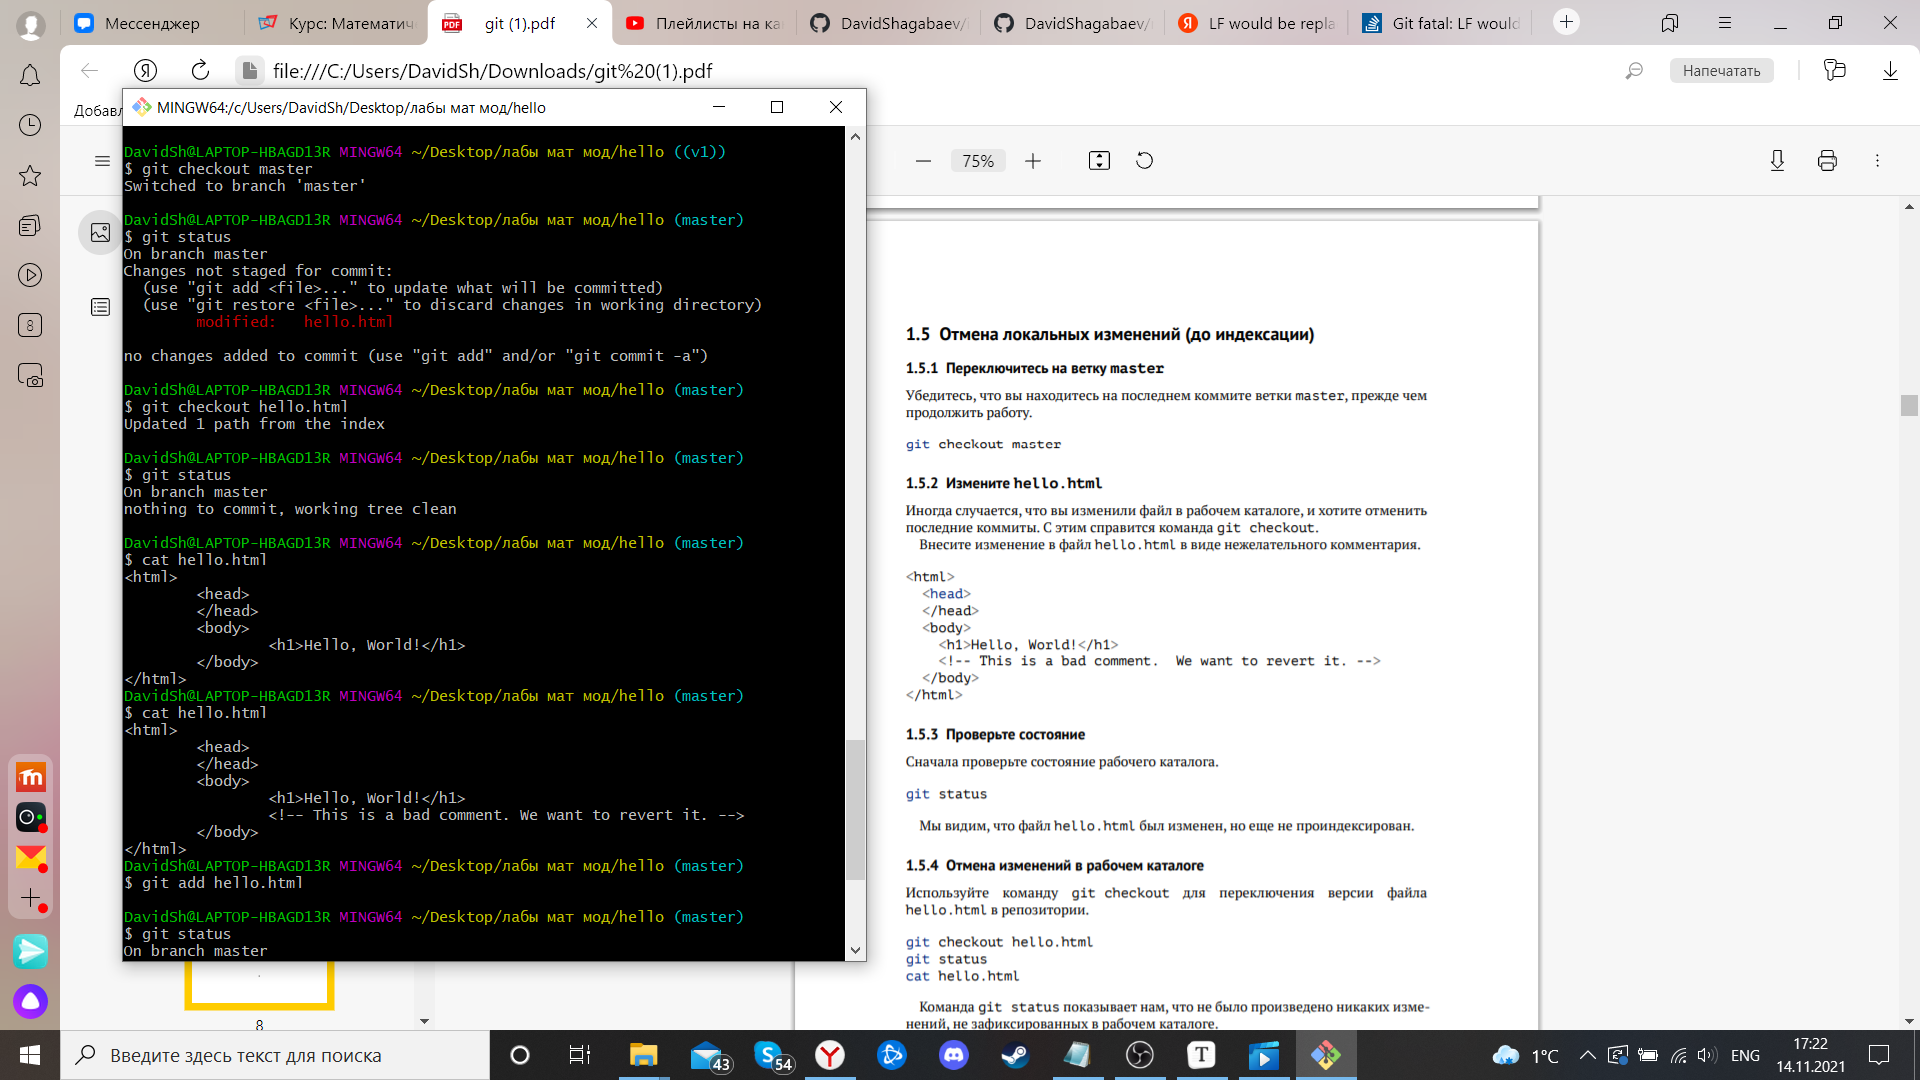 Мессенджер
Курс: Математич
git (1).pdf
Плейлисты на ка
DavidShagabaev/
DavidShagabaev/
LF would be repla
Git fatal: LF would
file:///C:/Users/DavidSh/Downloads/git%20(1).pdf
Напечатать
Добавл
MINGW64:/c/Users/DavidSh/Desktop/лабы мат мод/hello
75%
DavidSh@LAPTOP-HBAGD13R MINGW64 ~/Desktop/лабы мат мод/hello ((v1))
$ git checkout master
Switched to branch 'master'
DavidSh@LAPTOP-HBAGD13R MINGW64 ~/Desktop/лабы мат мод/hello (master)
$ git status
On branch master
Changes not staged for commit:
(use "git add <file>..." to update what will be committed)
(use "git restore <file>..." to discard changes in working directory)
modified: hello.html
no changes added to commit (use "git add" and/or "git commit -a")
DavidSh@LAPTOP-HBAGD13R MINGW64 ~/Desktop/лабы мат мод/hello (master)
$ git checkout hello.html
Updated 1 path from the index
DavidSh@LAPTOP-HBAGD13R MINGW64 ~/Desktop/лабы мат мод/hello (master)
$ git status
On branch master
nothing to commit, working tree clean
DavidSh@LAPTOP-HBAGD13R MINGW64 ~/Desktop/лабы мат мод/hello (master)
$ cat hello.html
<html>
<head>
</head>
<body>
<h1>Hello, World!</h1>
</body>
</html>
DavidSh@LAPTOP-HBAGD13R MINGW64 ~/Desktop/лабы мат мод/hello (master)
$ cat hello.html
<html>
<head>
</head>
<body>
<h1>Hello, World!</h1>
<!-- This is a bad comment. We want to revert it. -->
</body>
</html>
DavidSh@LAPTOP-HBAGD13R MINGW64 ~/Desktop/лабы мат мод/hello (master)
$ git add hello.html
DavidSh@LAPTOP-HBAGD13R MINGW64 ~/Desktop/лабы мат мод/hello (master)
$ git status
On branch master
8
8
1.5 Отмена локальных изменений (до индексации)
1.5.1 Переключитесь на ветку master
Убедитесь, что вы находитесь на последнем коммите ветки master, прежде чем
продолжить работу.
git checkout master
1.5.2 Измените hello.html
Иногда случается, что вы изменили файл в рабочем каталоге, и хотите отменить
последние коммиты. С этим справится команда git checkout.
Внесите изменение в файл hello.html в виде нежелательного комментария.
<html>
<head>
</head>
<body>
<h1>Hello, World!</h1>
<!-- This is a bad comment. We want to revert it. -->
</body>
</html>
1.5.3 Проверьте состояние
Сначала проверьте состояние рабочего каталога.
git status
Мы видим, что файл hello.html был изменен, но еще не проиндексирован.
1.5.4 Отмена изменений в рабочем каталоге
Используйте команду git checkout для переключения версии файла
hello.html в репозитории.
git checkout hello.html
git status
cat hello.html
Команда git status показывает нам, что не было произведено никаких изме-
нений, не зафиксированных в рабочем каталоге.
Введите здесь текст для поиска
43
54
1°C
ENG
17:22
14.11.2021